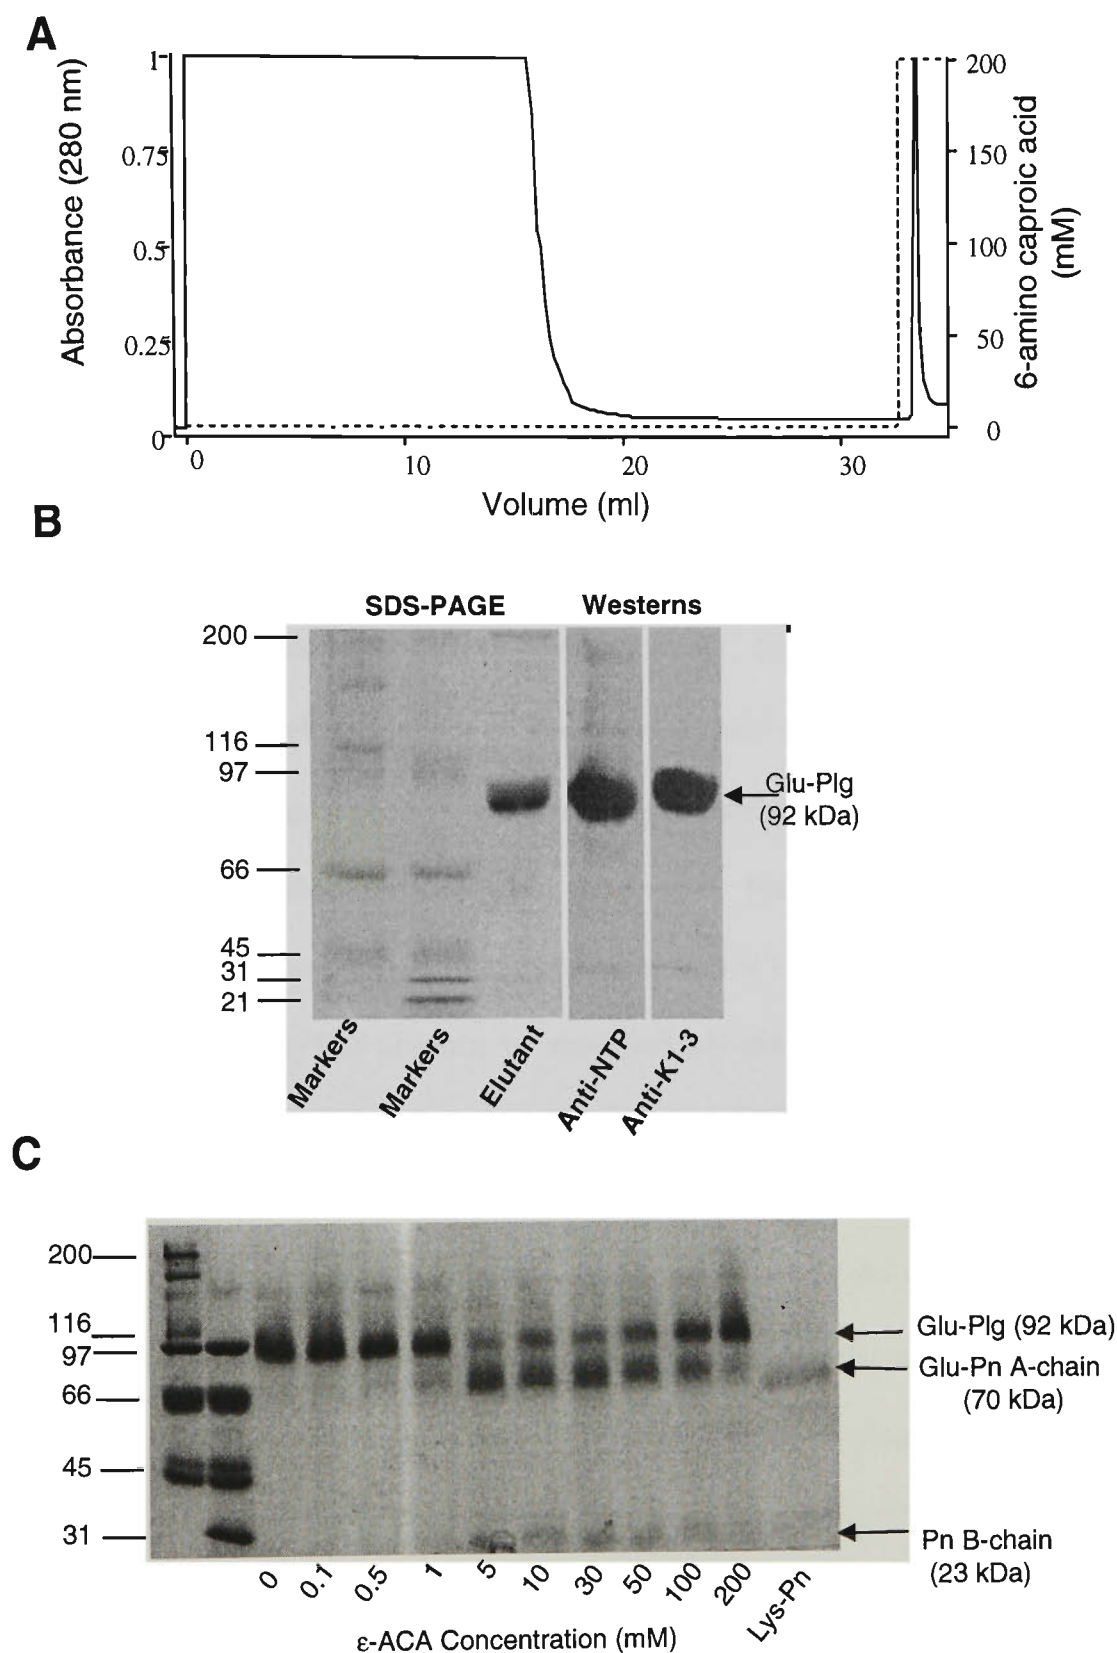 A
Absorbance (280 nm)
1
0.75
0.5
0.25
0
200
150
100
50
0
6-amino caproic acid
(mM)
0
10
20
30
Volume (ml)
B
SDS-PAGE
Westerns
200
116
97
66
45
31
21
Glu-Plg
(92 kDa)
Markers
Markers
Elutant
Anti-NTP
Anti-K1-3
C
200
116
97
66
45
31
Glu-Plg (92 kDa)
Glu-Pn A-chain
(70 kDa)
Pn B-chain
(23 kDa)
0
0.1
0.5
1
5
10
30
50
100
200
Lys-Pn
ε-ACA Concentration (mM)